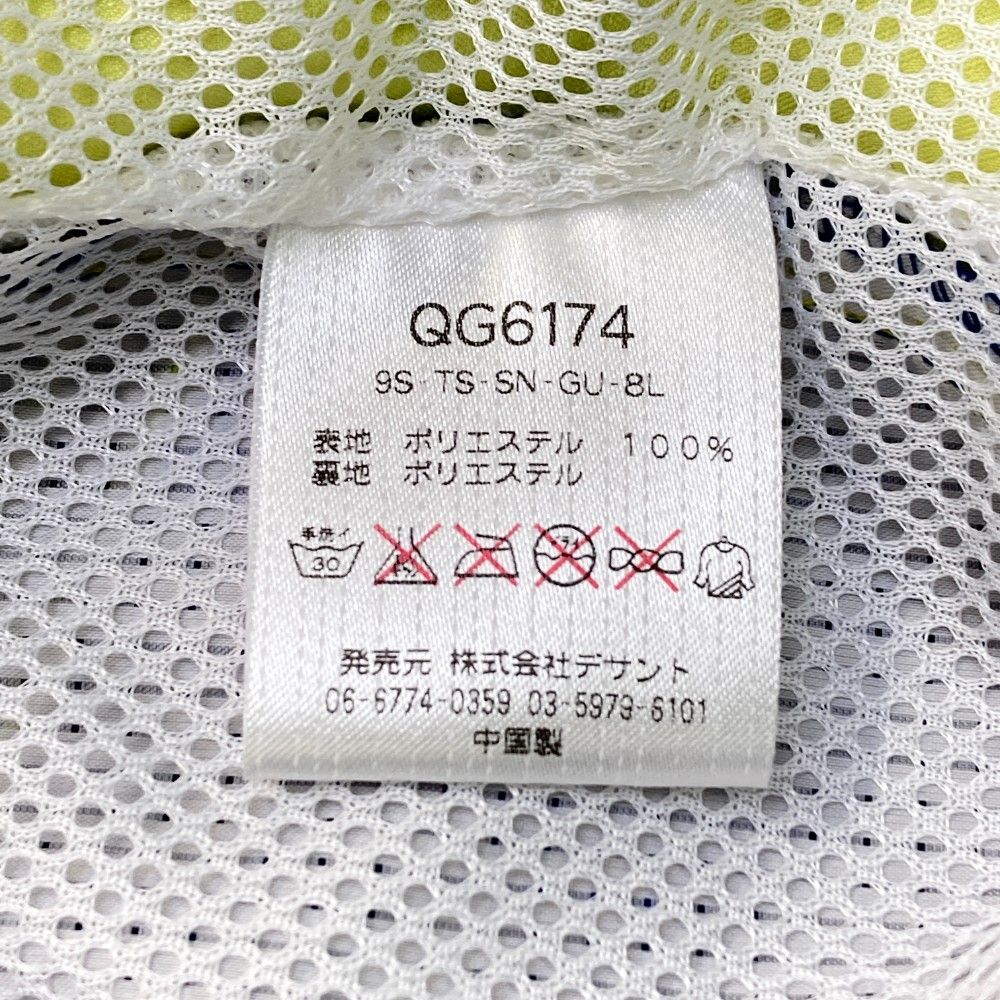 QG6174
9S-TS-SN-GU-8L
表地 ポリエステル 100%
裏地 ポリエステル
手洗イ
30
発売元 株式会社デサント
06-6774-0359 03-5979-6101
中国製